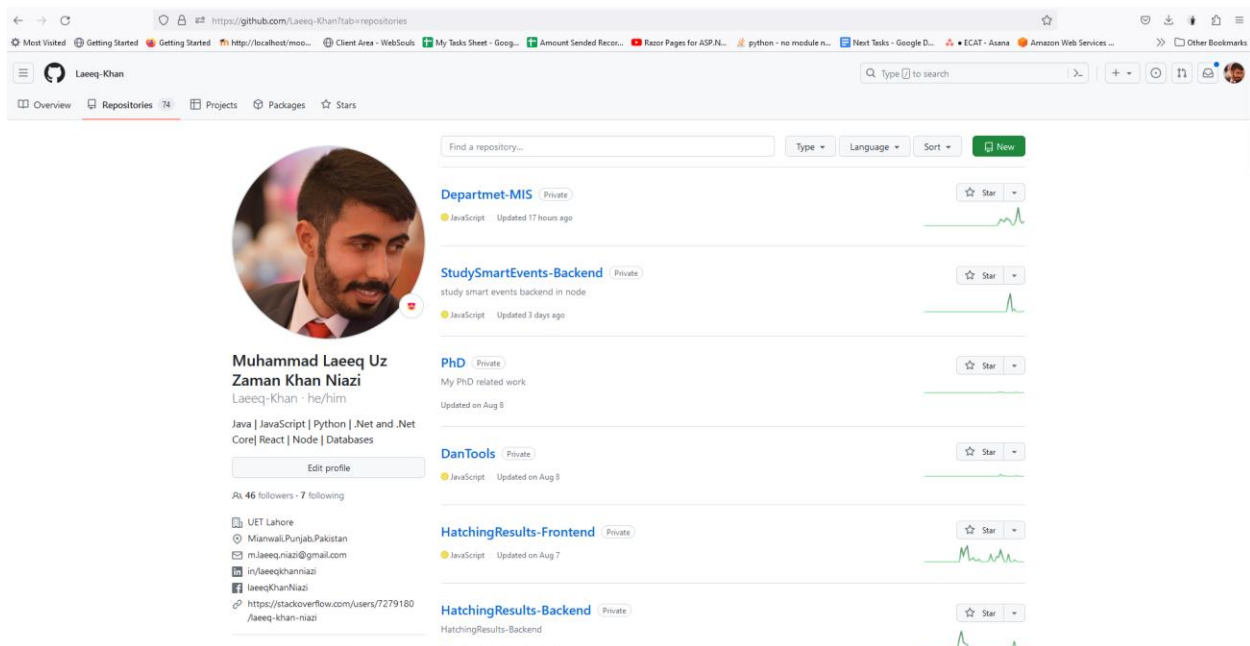 https://github.com/Laeeq-Khan?tab=repositories
Most Visited Getting Started Getting Started http://localhost/moo... Client Area - WebSouls My Tasks Sheet - Goog... Amount Sended Recor... Razor Pages for ASP.N... python - no module n... Next Tasks - Google D... • ECAT - Asana Amazon Web Services ... Other Bookmarks
Laeeq-Khan Type / to search
Overview Repositories 74 Projects Packages Stars
Find a repository... Type Language Sort New
Departmet-MIS Private Star
JavaScript Updated 17 hours ago
StudySmartEvents-Backend Private Star
study smart events backend in node
JavaScript Updated 3 days ago
PhD Private Star
My PhD related work
Updated on Aug 8
DanTools Private Star
JavaScript Updated on Aug 8
HatchingResults-Frontend Private Star
JavaScript Updated on Aug 7
HatchingResults-Backend Private Star
HatchingResults-Backend
Muhammad Laeeq Uz
Zaman Khan Niazi
Laeeq-Khan · he/him
Java | JavaScript | Python | .Net and .Net
Core| React | Node | Databases
Edit profile
46 followers · 7 following
UET Lahore
Mianwali,Punjab,Pakistan
m.laeeq.niazi@gmail.com
in/laeeqkhanniazi
laeeqKhanNiazi
https://stackoverflow.com/users/7279180
/laeeq-khan-niazi